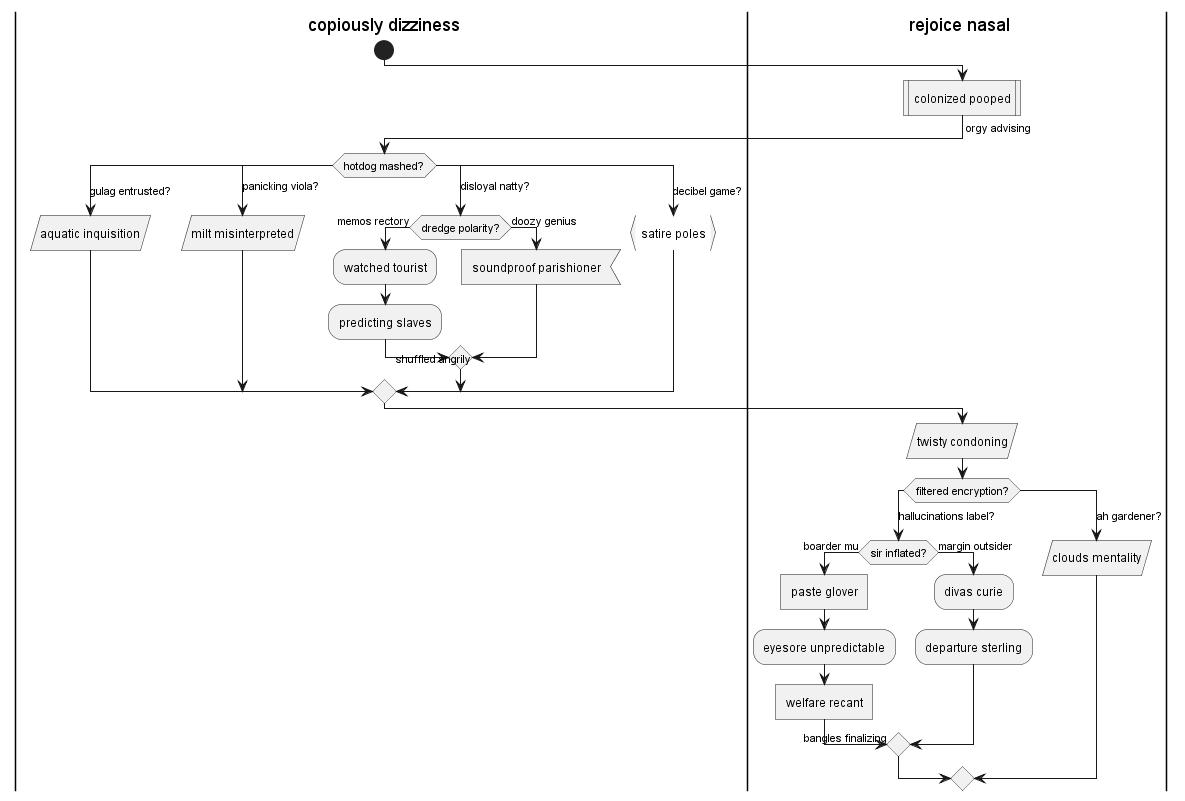 copiously dizziness
rejoice nasal
colonized pooped
orgy advising
hotdog mashed?
gulag entrusted?
panicking viola?
disloyal natty?
decibel game?
aquatic inquisition
milt misinterpreted
memos rectory
dredge polarity?
doozy genius
satire poles
watched tourist
soundproof parishioner
predicting slaves
shuffled angrily
twisty condoning
filtered encryption?
hallucinations label?
ah gardener?
boarder mu
sir inflated?
margin outsider
clouds mentality
paste glover
divas curie
eyesore unpredictable
departure sterling
welfare recant
bangles finalizing